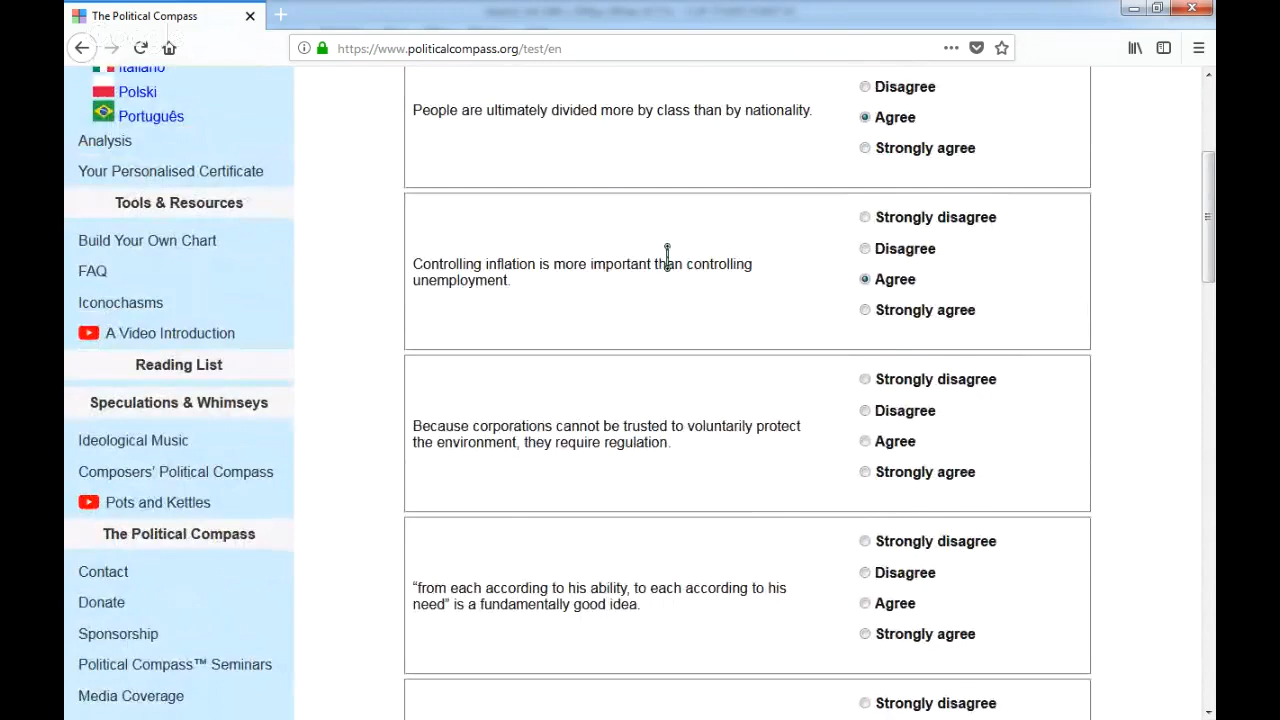 The Political Compass
https://www.politicalcompass.org/test/en
Italiano
Polski
Português
Analysis
Your Personalised Certificate
Tools & Resources
Build Your Own Chart
FAQ
Iconochasms
A Video Introduction
Reading List
Speculations & Whimseys
Ideological Music
Composers' Political Compass
Pots and Kettles
The Political Compass
Contact
Donate
Sponsorship
Political Compass™ Seminars
Media Coverage
People are ultimately divided more by class than by nationality.
Disagree
Agree
Strongly agree
Controlling inflation is more important than controlling
unemployment.
Strongly disagree
Disagree
Agree
Strongly agree
Because corporations cannot be trusted to voluntarily protect
the environment, they require regulation.
Strongly disagree
Disagree
Agree
Strongly agree
“from each according to his ability, to each according to his
need” is a fundamentally good idea.
Strongly disagree
Disagree
Agree
Strongly agree
Strongly disagree